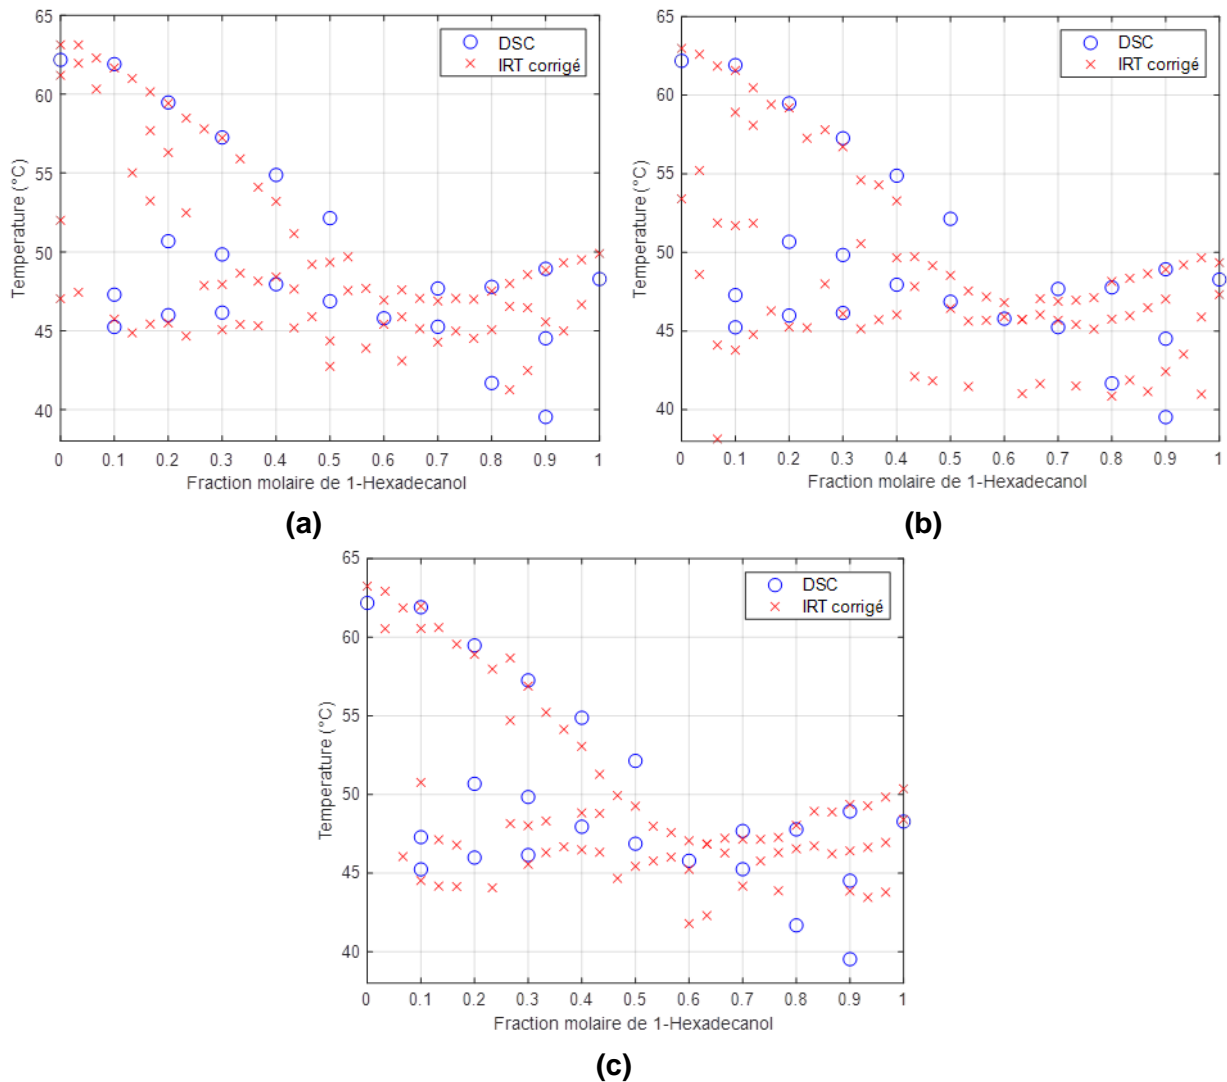 65
60
55
50
45
40
Temperature (°C)
DSC
IRT corrigé
0 0.1 0.2 0.3 0.4 0.5 0.6 0.7 0.8 0.9 1
Fraction molaire de 1-Hexadecanol
(a)
65
60
55
50
45
40
Temperature (°C)
DSC
IRT corrigé
0 0.1 0.2 0.3 0.4 0.5 0.6 0.7 0.8 0.9 1
Fraction molaire de 1-Hexadecanol
(b)
65
60
55
50
45
40
Temperature (°C)
DSC
IRT corrigé
0 0.1 0.2 0.3 0.4 0.5 0.6 0.7 0.8 0.9 1
Fraction molaire de 1-Hexadecanol
(c)